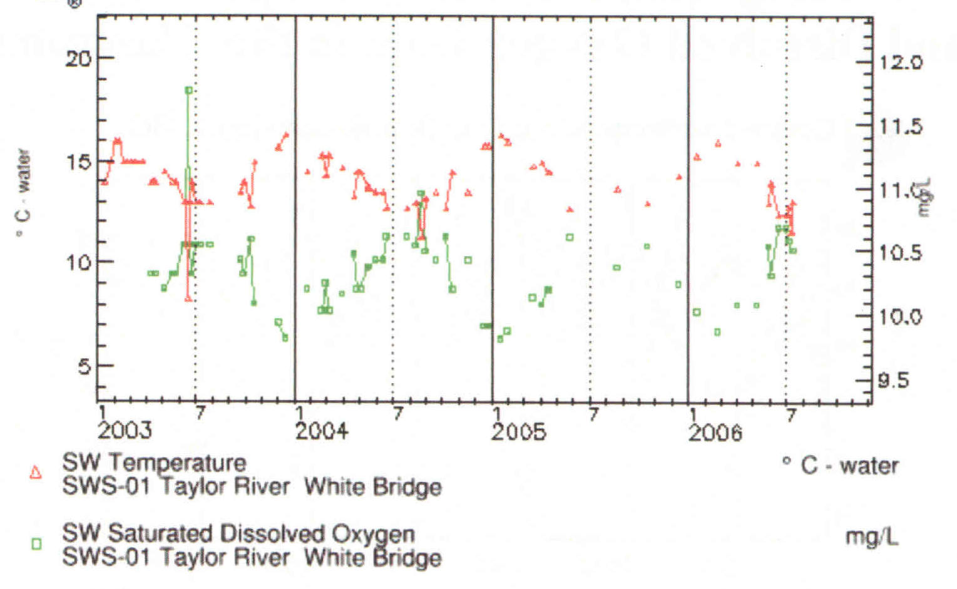 ®
20
15
10
5
° C - water
12.0
11.5
11.0
10.5
10.0
9.5
mg/L
1 7 1 7 1 7 1 7
2003 2004 2005 2006
SW Temperature
SWS-01 Taylor River White Bridge
° C - water
SW Saturated Dissolved Oxygen
SWS-01 Taylor River White Bridge
mg/L